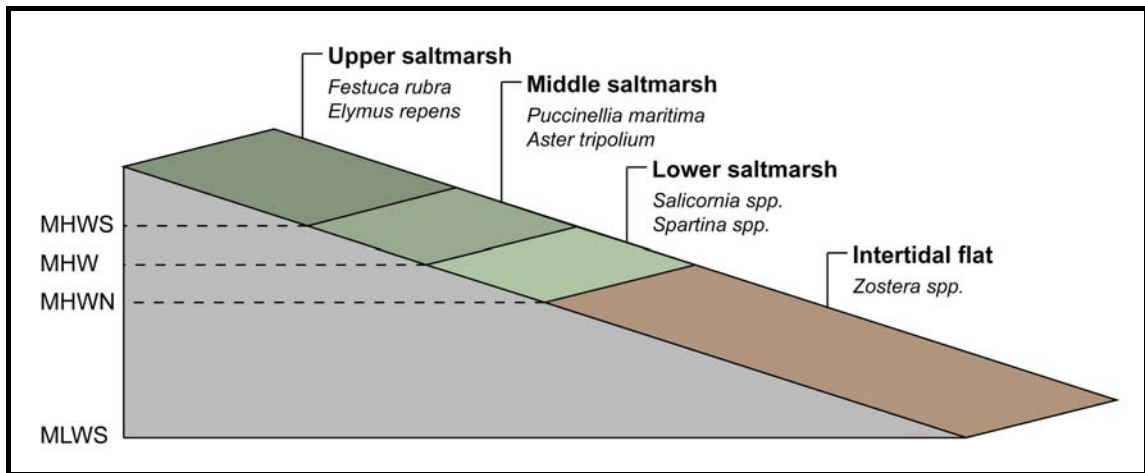 Upper saltmarsh
Festuca rubra
Elymus repens
Middle saltmarsh
Puccinellia maritima
Aster tripolium
Lower saltmarsh
Salicornia spp.
Spartina spp.
Intertidal flat
Zostera spp.
MHWS
MHW
MHWN
MLWS